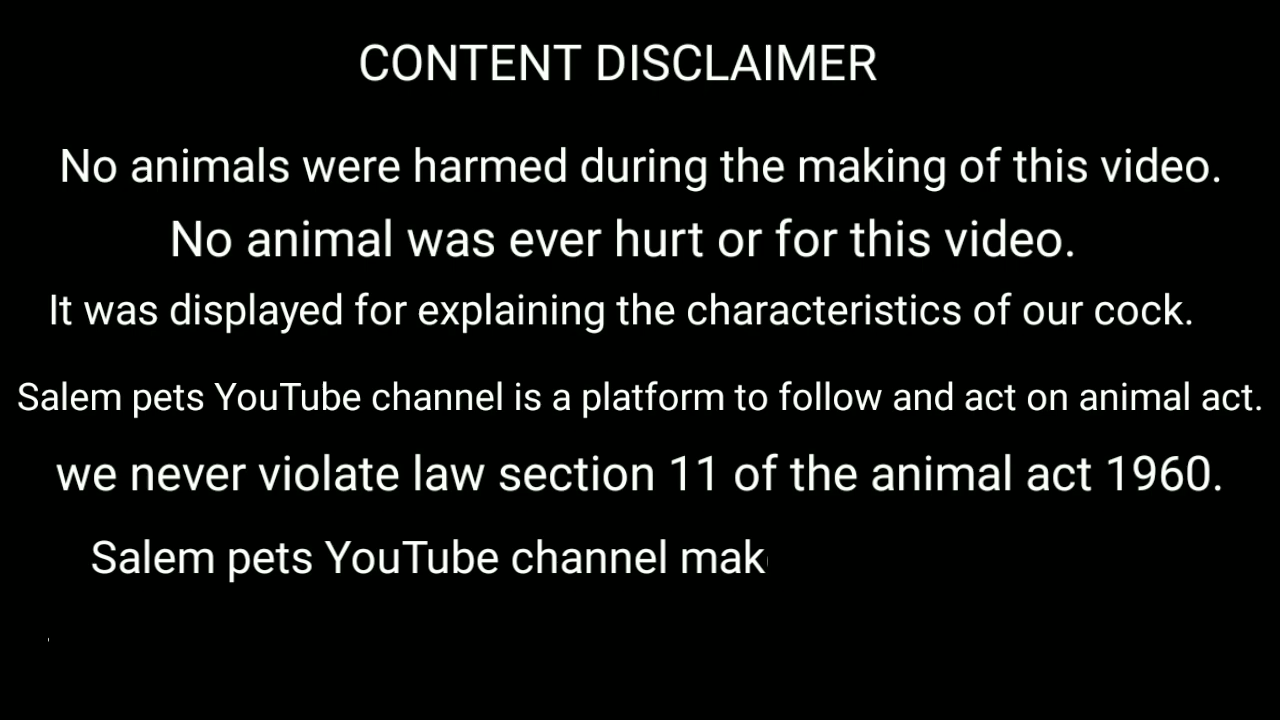 CONTENT DISCLAIMER
No animals were harmed during the making of this video.
No animal was ever hurt or for this video.
It was displayed for explaining the characteristics of our cock.
Salem pets YouTube channel is a platform to follow and act on animal act.
we never violate law section 11 of the animal act 1960.
Salem pets YouTube channel